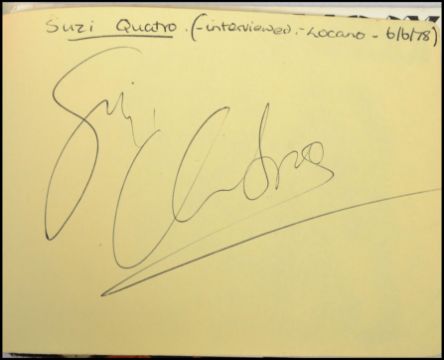 Suzi Quatro. (-interviewed.-Locano - 6/6/78)
Suzi Quatro